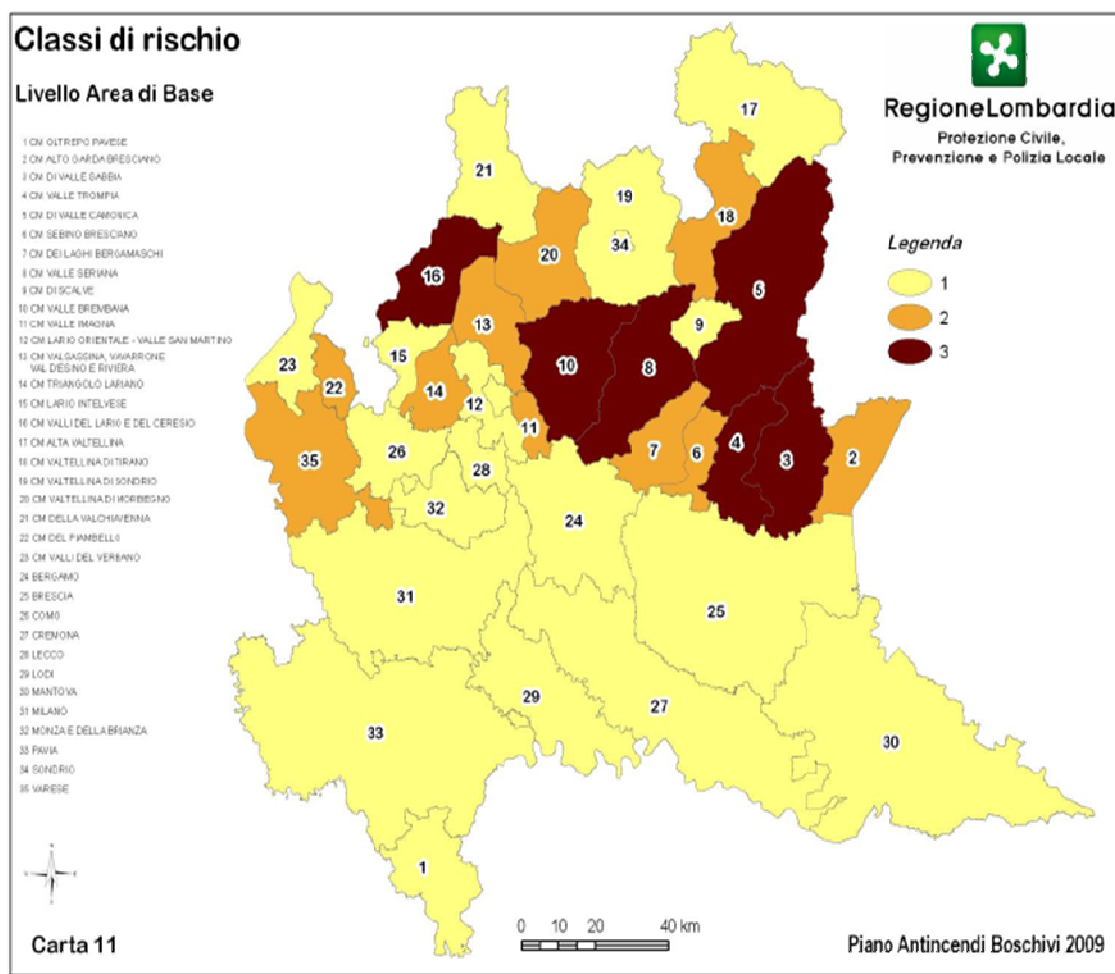 Classi di rischio
Livello Area di Base
1 CM OLTREPO PAVESE
2 CM ALTO GARDA BRESCIANO
3 CM DI VALLE SABBIA
4 CM VALLE TROMPIA
5 CM DI VALLE CAMONICA
6 CM SEBINO BRESCIANO
7 CM DEI LAGHI BERGAMASCHI
8 CM VALLE SERIANA
9 CM DI SCALVE
10 CM VALLE BREMBANA
11 CM VALLE IMAGNA
12 CM LARIO ORIENTALE - VALLE SAN MARTINO
13 CM VALSASSINA, VAVARRONE,
VAL D'ESINO E RIVIERA
14 CM TRIANGOLO LARIANO
15 CM LARIO INTELVESE
16 CM VALLI DEL LARIO E DEL CERESIO
17 CM ALTA VALTELLINA
18 CM VALTELLINA DI TIRANO
19 CM VALTELLINA DI SONDRIO
20 CM VALTELLINA DI MORBEGNO
21 CM DELLA VALCHIAVENNA
22 CM DEL PIAMBELLO
23 CM VALLI DEL VERBANO
24 BERGAMO
25 BRESCIA
26 COMO
27 CREMONA
28 LECCO
29 LODI
30 MANTOVA
31 MILANO
32 MONZA E DELLA BRIANZA
33 PAVIA
34 SONDRIO
35 VARESE
RegioneLombardia
Protezione Civile,
Prevenzione e Polizia Locale
Legenda
1
2
3
17
21
19
18
34
20
16
5
9
13
15
23
10
8
22
14
12
11
7
6
4
3
2
35
26
28
32
24
31
25
29
27
33
30
1
0 10 20 40 km
Carta 11
Piano Antincendi Boschivi 2009